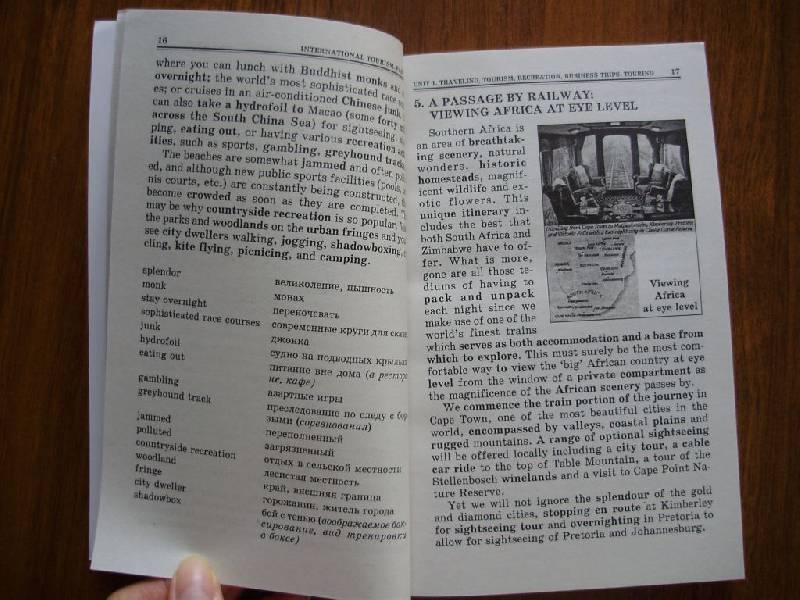 16
INTERNATIONAL TOURISM
where you can lunch with Buddhist monks and
overnight; the world's most sophisticated race
es; or cruises in an air-conditioned Chinese junk
can also take a hydrofoil to Macao (some forty
across the South China Sea) for sightseeing,
ping, eating out, or having various recreation
ities, such as sports, gambling, greyhound
The beaches are somewhat jammed and often
ed, and although new public sports facilities (pools,
nis courts, etc.) are constantly being constructed,
become crowded as soon as they are completed.
may be why countryside recreation is so popular.
the parks and woodlands on the urban fringes and you
see city dwellers walking, jogging, shadowboxing,
cling, kite flying, picnicing, and camping.
splendor великолепие, пышность
monk монах
stay overnight переночевать
sophisticated race courses современные круги для
junk джонка
hydrofoil судно на подводных
eating out питание вне дома (в
не, кафе)
gambling азартные игры
greyhound track преследование по следу с
зыми (соревнования)
jammed переполненный
polluted загрязненный
countryside recreation отдых в сельской местности
woodland лесистая местность
fringe край, внешняя граница
city dweller горожанин, житель города
shadowbox бой с тенью (воображаемое
сирование, вид тренировки
в боксе)
UNIT 1. TRAVELING, TOURISM, RECREATION, BUSINESS TRIPS, TOURING 17
5. A PASSAGE BY RAILWAY:
VIEWING AFRICA AT EYE LEVEL
Southern Africa is
an area of breathtak-
ing scenery, natural
wonders, historic
homesteads, magnif-
icent wildlife and ex-
otic flowers. This
unique itinerary in-
cludes the best that
both South Africa and
Zimbabwe have to of-
fer. What is more,
gone are all those te-
diums of having to
pack and unpack
each night since we
make use of one of the
world's finest trains
Viewing
Africa
at eye level
which serves as both accommodation and a base from
which to explore. This must surely be the most com-
fortable way to view the 'big' African country at eye
level from the window of a private compartment as
the magnificence of the African scenery passes by.
We commence the train portion of the journey in
Cape Town, one of the most beautiful cities in the
world, encompassed by valleys, coastal plains and
rugged mountains. A range of optional sightseeing
will be offered locally including a city tour, a cable
car ride to the top of Table Mountain, a tour of the
Stellenbosch winelands and a visit to Cape Point Na-
ture Reserve.
Yet we will not ignore the splendour of the gold
and diamond cities, stopping en route at Kimberley
for sightseeing tour and overnighting in Pretoria to
allow for sightseeing of Pretoria and Johannesburg.